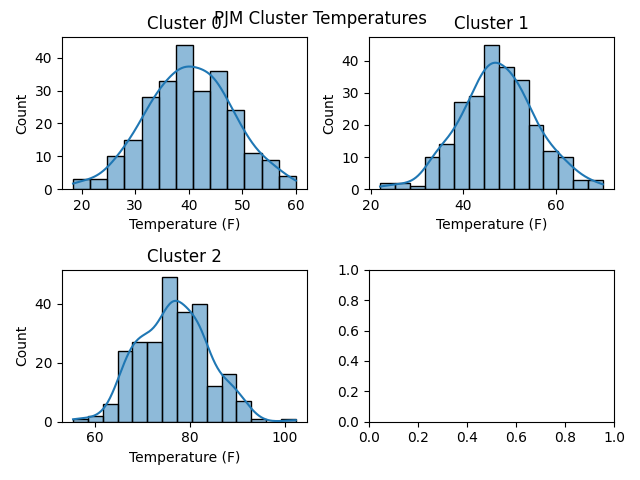 PJM Cluster Temperatures
Cluster 0
Count
40
30
20
10
0
20 30 40 50 60
Temperature (F)
Cluster 1
Count
40
30
20
10
0
20 40 60
Temperature (F)
Cluster 2
Count
40
20
0
60 80 100
Temperature (F)
1.0
0.8
0.6
0.4
0.2
0.0
0.0 0.2 0.4 0.6 0.8 1.0